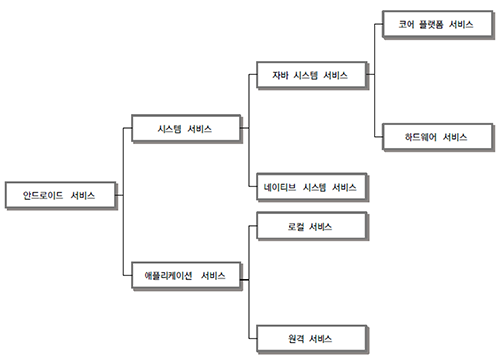 코어 플랫폼 서비스
자바 시스템 서비스
시스템 서비스
하드웨어 서비스
안드로이드 서비스
네이티브 시스템 서비스
로컬 서비스
애플리케이션 서비스
원격 서비스